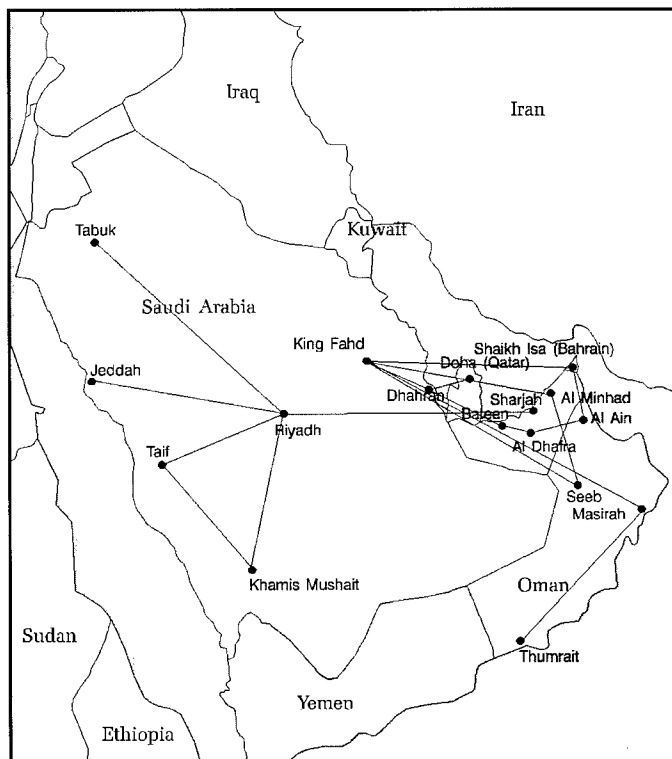 Iraq
Iran
Tabuk
Kuwait
Saudi Arabia
King Fahd
Shaikh Isa (Bahrain)
Doha (Qatar)
Jeddah
Dhahran
Sharjah
Al Minhad
Riyadh
Bateen
Al Ain
Al Dhafra
Taif
Seeb
Masirah
Khamis Mushait
Oman
Sudan
Thumrait
Yemen
Ethiopia